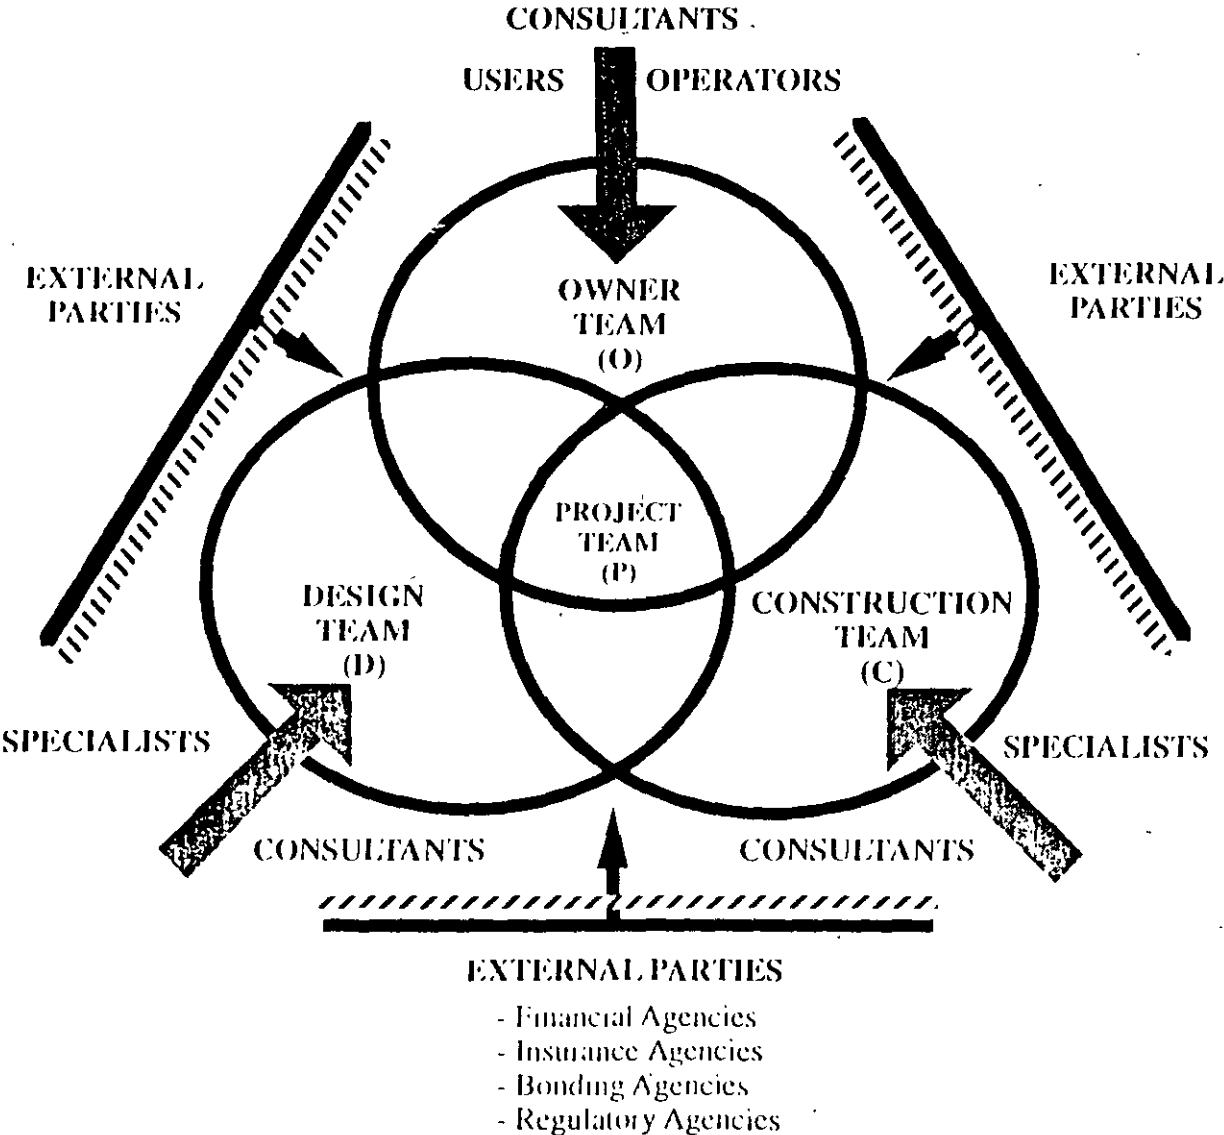 CONSULTANTS
USERS OPERATORS
EXTERNAL
PARTIES
EXTERNAL
PARTIES
OWNER
TEAM
(O)
PROJECT
TEAM
(P)
DESIGN
TEAM
(D)
CONSTRUCTION
TEAM
(C)
SPECIALISTS
SPECIALISTS
CONSULTANTS
CONSULTANTS
EXTERNAL PARTIES
- Financial Agencies
- Insurance Agencies
- Bonding Agencies
- Regulatory Agencies